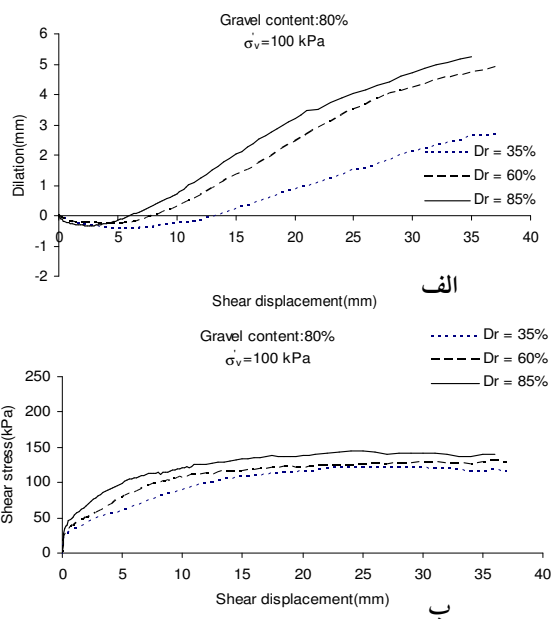 Gravel content:80%
σ'v=100 kPa
Dilation(mm)
6
5
4
3
2
1
0
-1
-2
0 5 10 15 20 25 30 35 40
Dr = 35%
Dr = 60%
Dr = 85%
Shear displacement(mm)
الف
Gravel content:80%
σ'v=100 kPa
Dr = 35%
Dr = 60%
Dr = 85%
Shear stress(kPa)
250
200
150
100
50
0
0 5 10 15 20 25 30 35 40
Shear displacement(mm)
ب